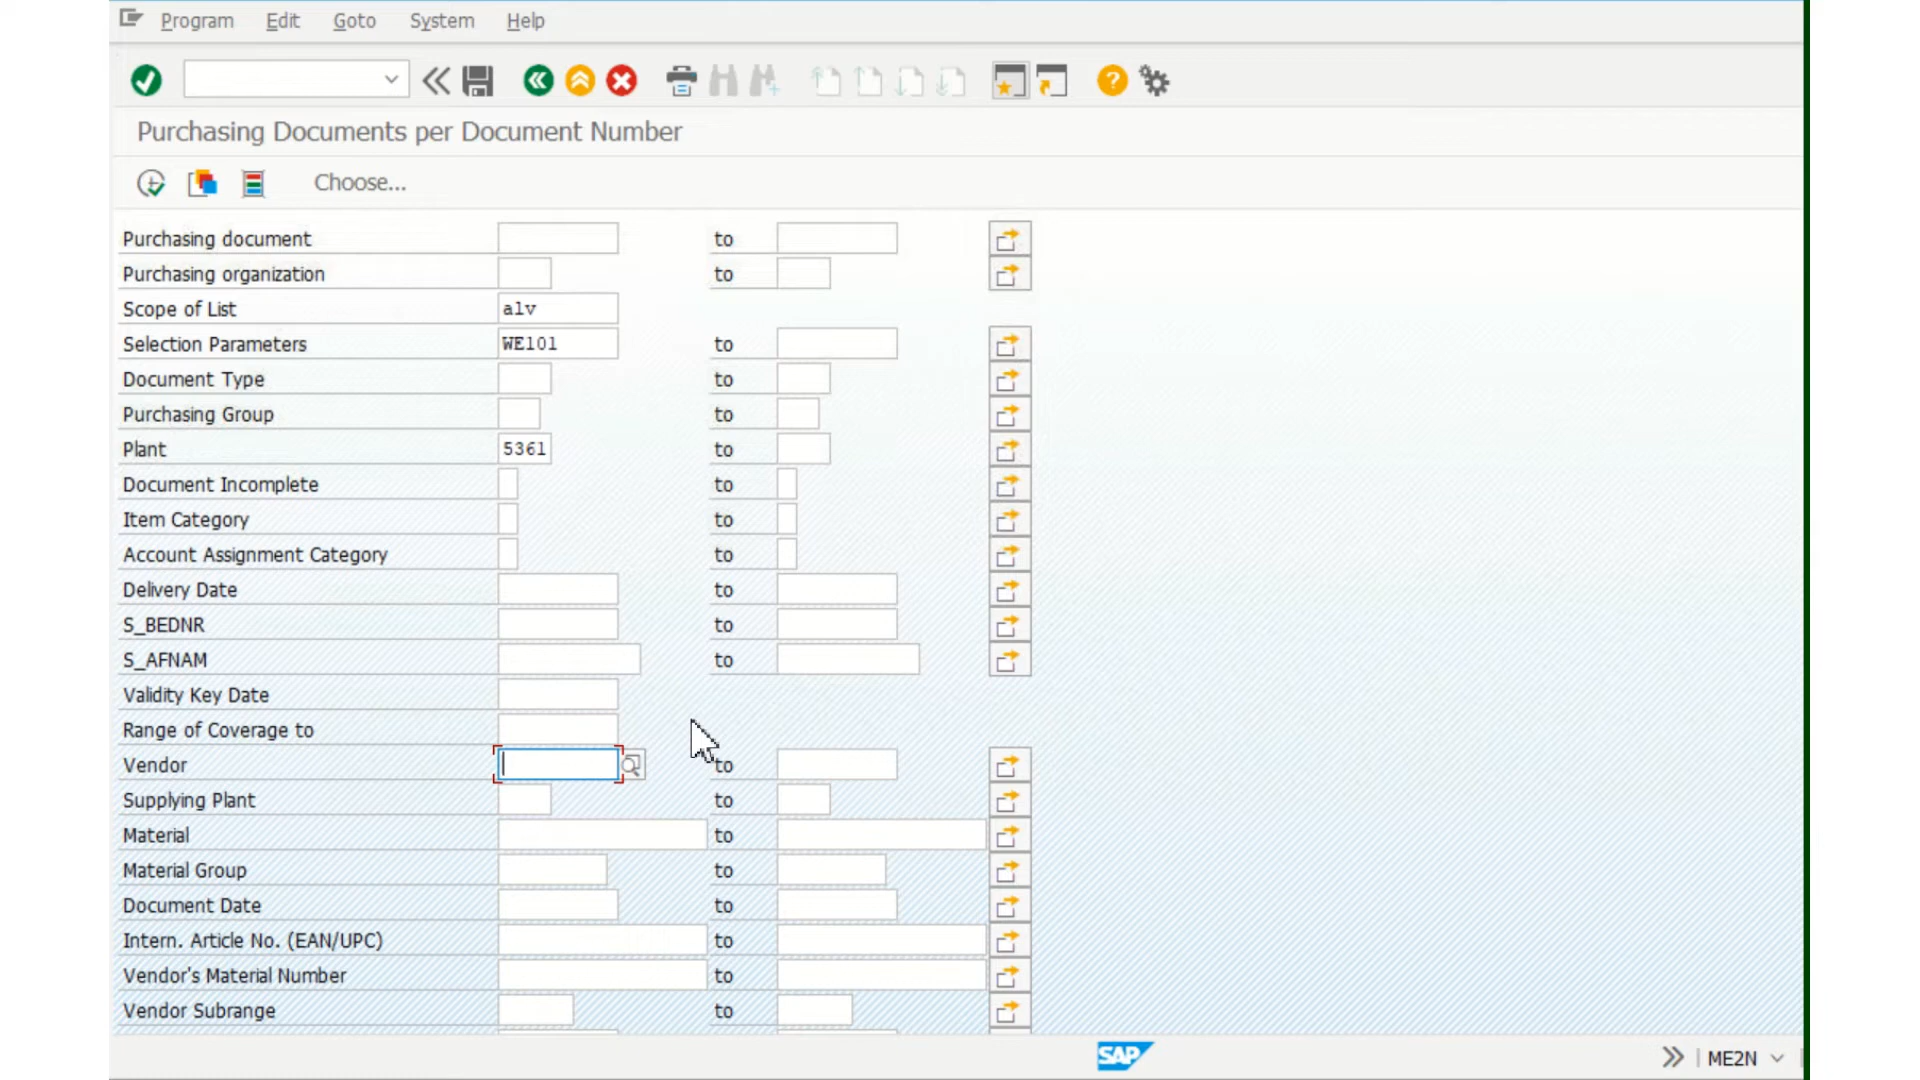 Program Edit Goto System Help
Purchasing Documents per Document Number
Choose...
Purchasing document to
Purchasing organization to
Scope of List alv
Selection Parameters WE101 to
Document Type to
Purchasing Group to
Plant 5361 to
Document Incomplete to
Item Category to
Account Assignment Category to
Delivery Date to
S_BEDNR to
S_AFNAM to
Validity Key Date
Range of Coverage to
Vendor to
Supplying Plant to
Material to
Material Group to
Document Date to
Intern. Article No. (EAN/UPC) to
Vendor's Material Number to
Vendor Subrange to
SAP ME2N